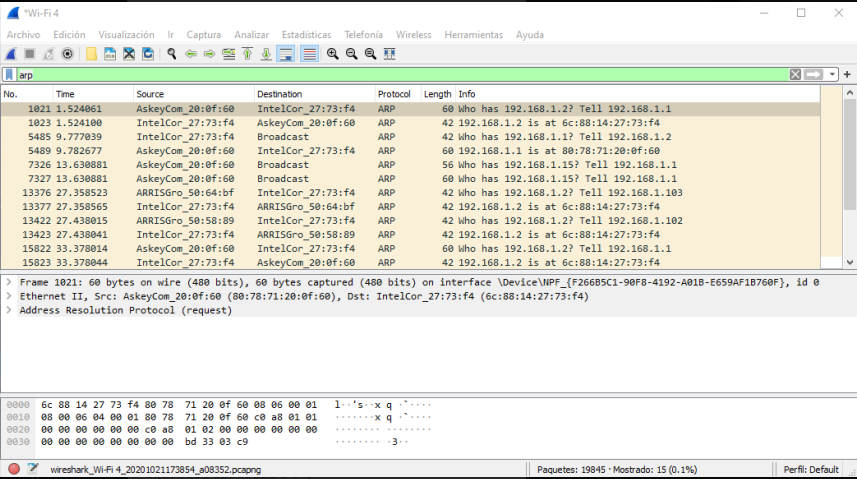 *Wi-Fi 4
Archivo Edición Visualización Ir Captura Analizar Estadísticas Telefonía Wireless Herramientas Ayuda
arp
No. Time Source Destination Protocol Length Info
1021 1.524061 AskeyCom_20:0f:60 IntelCor_27:73:f4 ARP 60 Who has 192.168.1.2? Tell 192.168.1.1
1023 1.524100 IntelCor_27:73:f4 AskeyCom_20:0f:60 ARP 42 192.168.1.2 is at 6c:88:14:27:73:f4
5485 9.777039 IntelCor_27:73:f4 Broadcast ARP 42 Who has 192.168.1.1? Tell 192.168.1.2
5489 9.782677 AskeyCom_20:0f:60 IntelCor_27:73:f4 ARP 60 192.168.1.1 is at 80:78:71:20:0f:60
7326 13.630881 AskeyCom_20:0f:60 Broadcast ARP 56 Who has 192.168.1.15? Tell 192.168.1.1
7327 13.630881 AskeyCom_20:0f:60 Broadcast ARP 60 Who has 192.168.1.15? Tell 192.168.1.1
13376 27.358523 ARRISGro_50:64:bf IntelCor_27:73:f4 ARP 42 Who has 192.168.1.2? Tell 192.168.1.103
13377 27.358565 IntelCor_27:73:f4 ARRISGro_50:64:bf ARP 42 192.168.1.2 is at 6c:88:14:27:73:f4
13422 27.438015 ARRISGro_50:58:89 IntelCor_27:73:f4 ARP 42 Who has 192.168.1.2? Tell 192.168.1.102
13423 27.438041 IntelCor_27:73:f4 ARRISGro_50:58:89 ARP 42 192.168.1.2 is at 6c:88:14:27:73:f4
15822 33.378014 AskeyCom_20:0f:60 IntelCor_27:73:f4 ARP 60 Who has 192.168.1.2? Tell 192.168.1.1
15823 33.378044 IntelCor_27:73:f4 AskeyCom_20:0f:60 ARP 42 192.168.1.2 is at 6c:88:14:27:73:f4
Frame 1021: 60 bytes on wire (480 bits), 60 bytes captured (480 bits) on interface \Device\NPF_{F266B5C1-90F8-4192-A01B-E659AF1B760F}, id 0
Ethernet II, Src: AskeyCom_20:0f:60 (80:78:71:20:0f:60), Dst: IntelCor_27:73:f4 (6c:88:14:27:73:f4)
Address Resolution Protocol (request)
0000 6c 88 14 27 73 f4 80 78 71 20 0f 60 08 06 00 01 l··'s··x q ·`····
0010 08 00 06 04 00 01 80 78 71 20 0f 60 c0 a8 01 01 ·······x q ·`····
0020 00 00 00 00 00 00 c0 a8 01 02 00 00 00 00 00 00 ········ ········
0030 00 00 00 00 00 00 00 00 bd 33 03 c9 ········ ·3··
wireshark_Wi-Fi 4_20201021173854_a08352.pcapng Paquetes: 19845 · Mostrado: 15 (0.1%) Perfil: Default